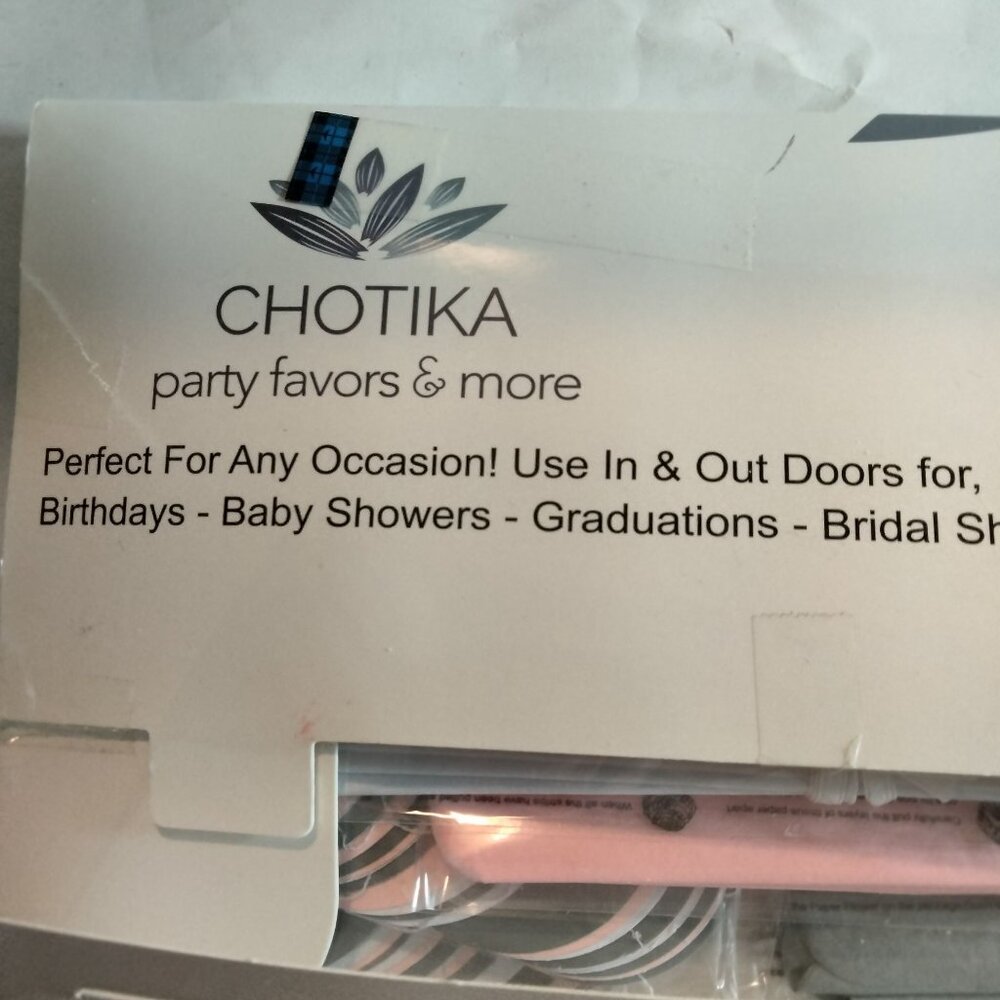 CHOTIKA
party favors & more
Perfect For Any Occasion! Use In & Out Doors for,
Birthdays - Baby Showers - Graduations - Bridal Sh